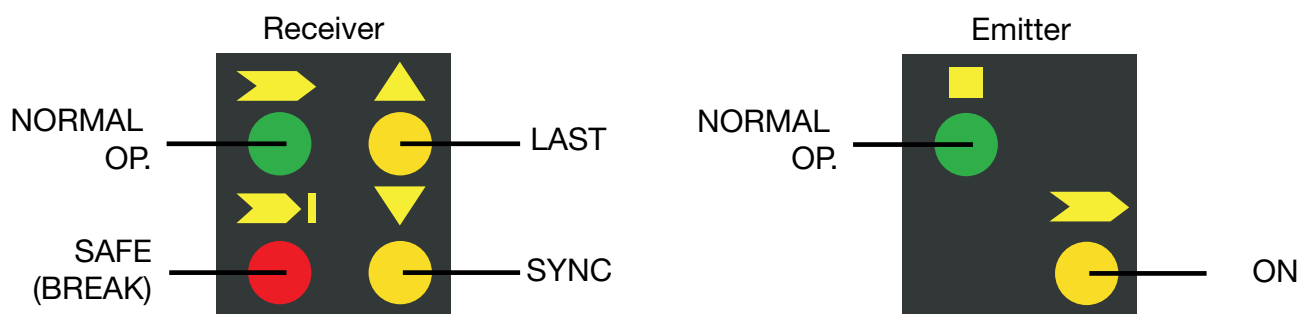 Receiver
NORMAL
OP.
LAST
SAFE
(BREAK)
SYNC
Emitter
NORMAL
OP.
ON